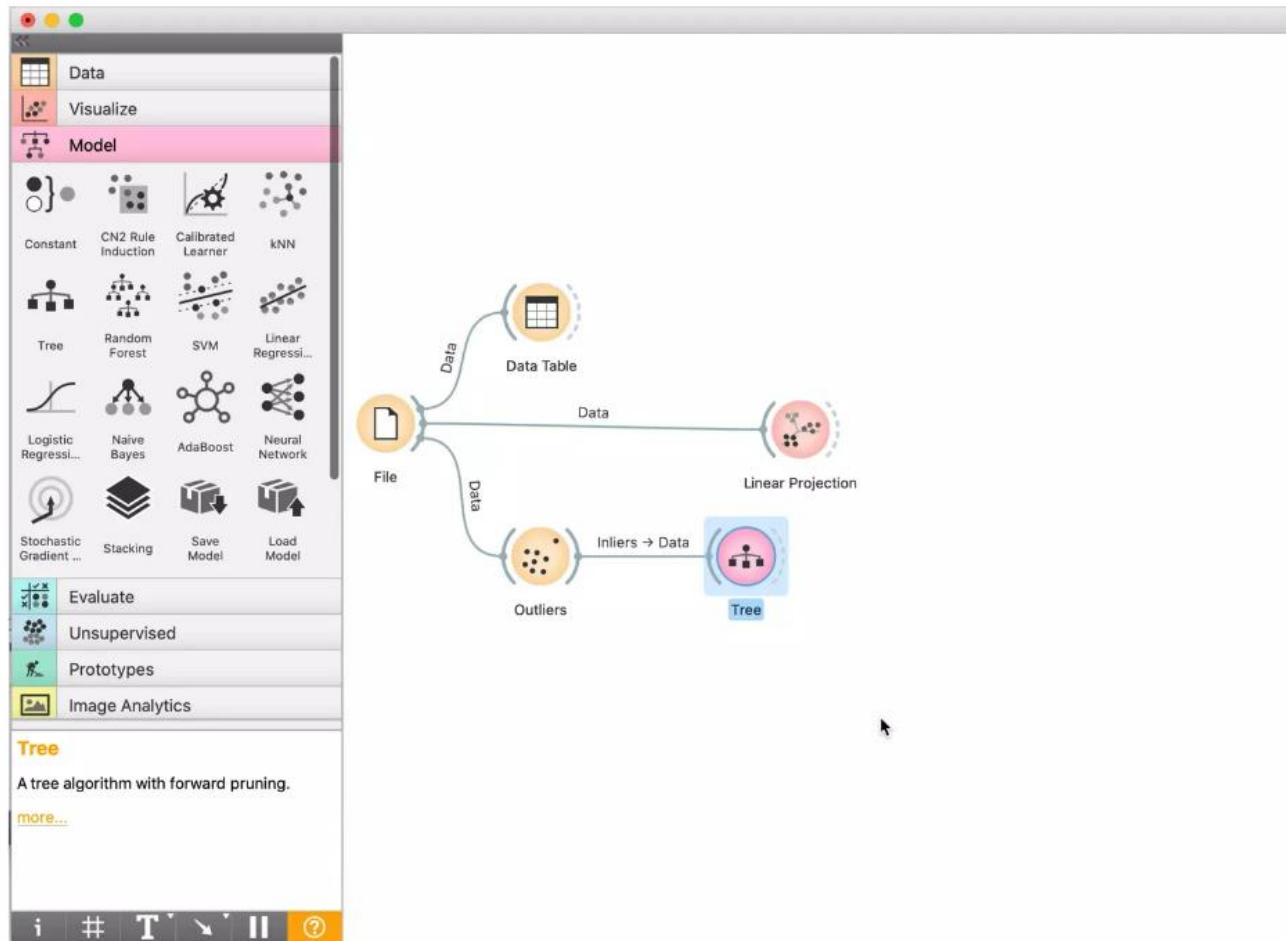 Data
Visualize
Model
Constant
CN2 Rule
Induction
Calibrated
Learner
kNN
Tree
Random
Forest
SVM
Linear
Regressi...
Logistic
Regressi...
Naive
Bayes
AdaBoost
Neural
Network
Stochastic
Gradient ...
Stacking
Save
Model
Load
Model
Evaluate
Unsupervised
Prototypes
Image Analytics
Tree
A tree algorithm with forward pruning.
more...
Data
Data Table
Data
File
Linear Projection
Data
Inliers → Data
Outliers
Tree